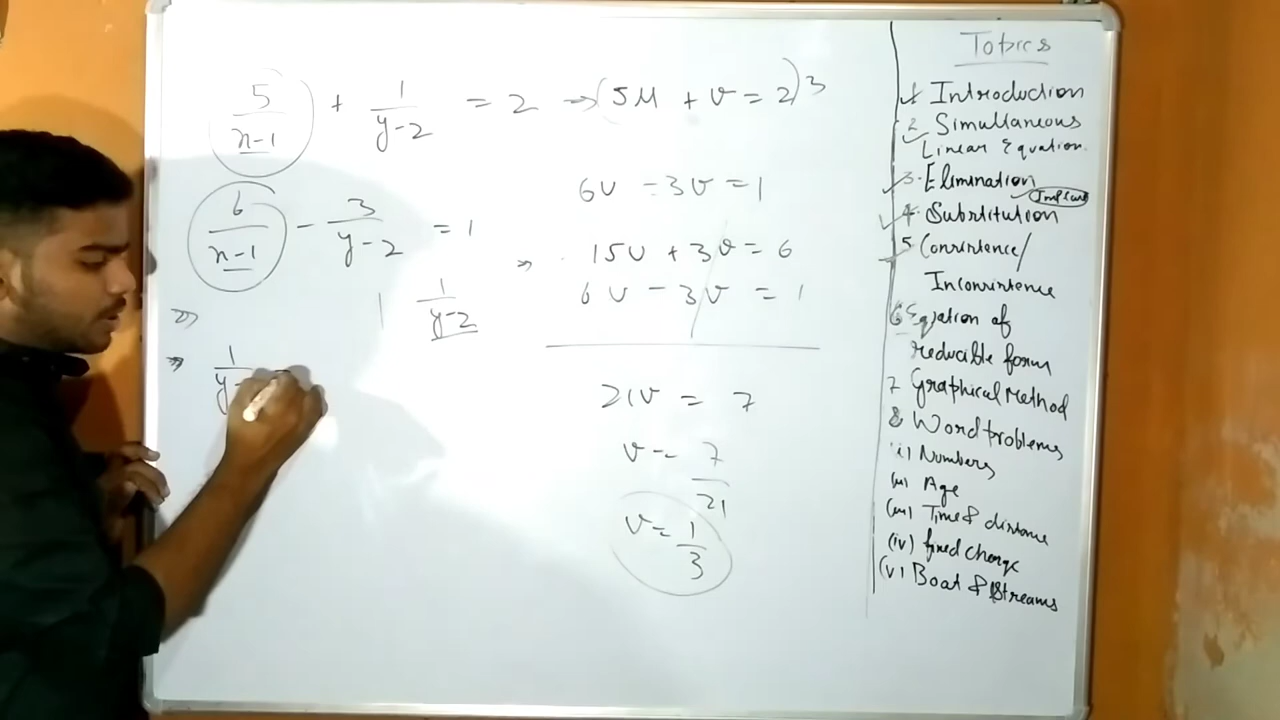 5/(x-1) + 1/(y-2) = 2 → (5u + v = 2)3
6/(x-1) - 3/(y-2) = 1
6u - 3v = 1
⇒ 15u + 3v = 6
6u - 3v = 1
1 1/(y-2)
⇒
⇒ 1/y
21u = 7
v = 7/21
v = 1/3
Topics
1 Introduction
2 Simultaneous
Linear Equation.
3. Elimination
4. Substitution
5 Consistence/
Inconsistence
6 Eqation of
reducible form
7 Graphical Method
8 Word problems
(i) Numbers
(ii) Age
(iii) Time & distance
(iv) fixed charge
(v) Boat & Streams